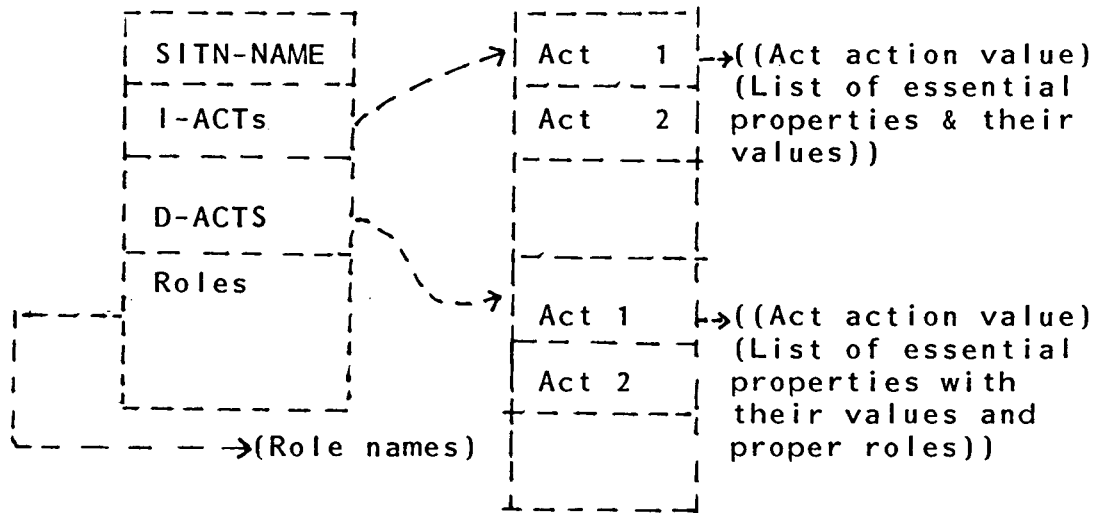 SITN-NAME
I-ACTs
D-ACTS
Roles
(Role names)
Act 1
Act 2
((Act action value)
(List of essential
properties & their
values))
Act 1
Act 2
((Act action value)
(List of essential
properties with
their values and
proper roles))